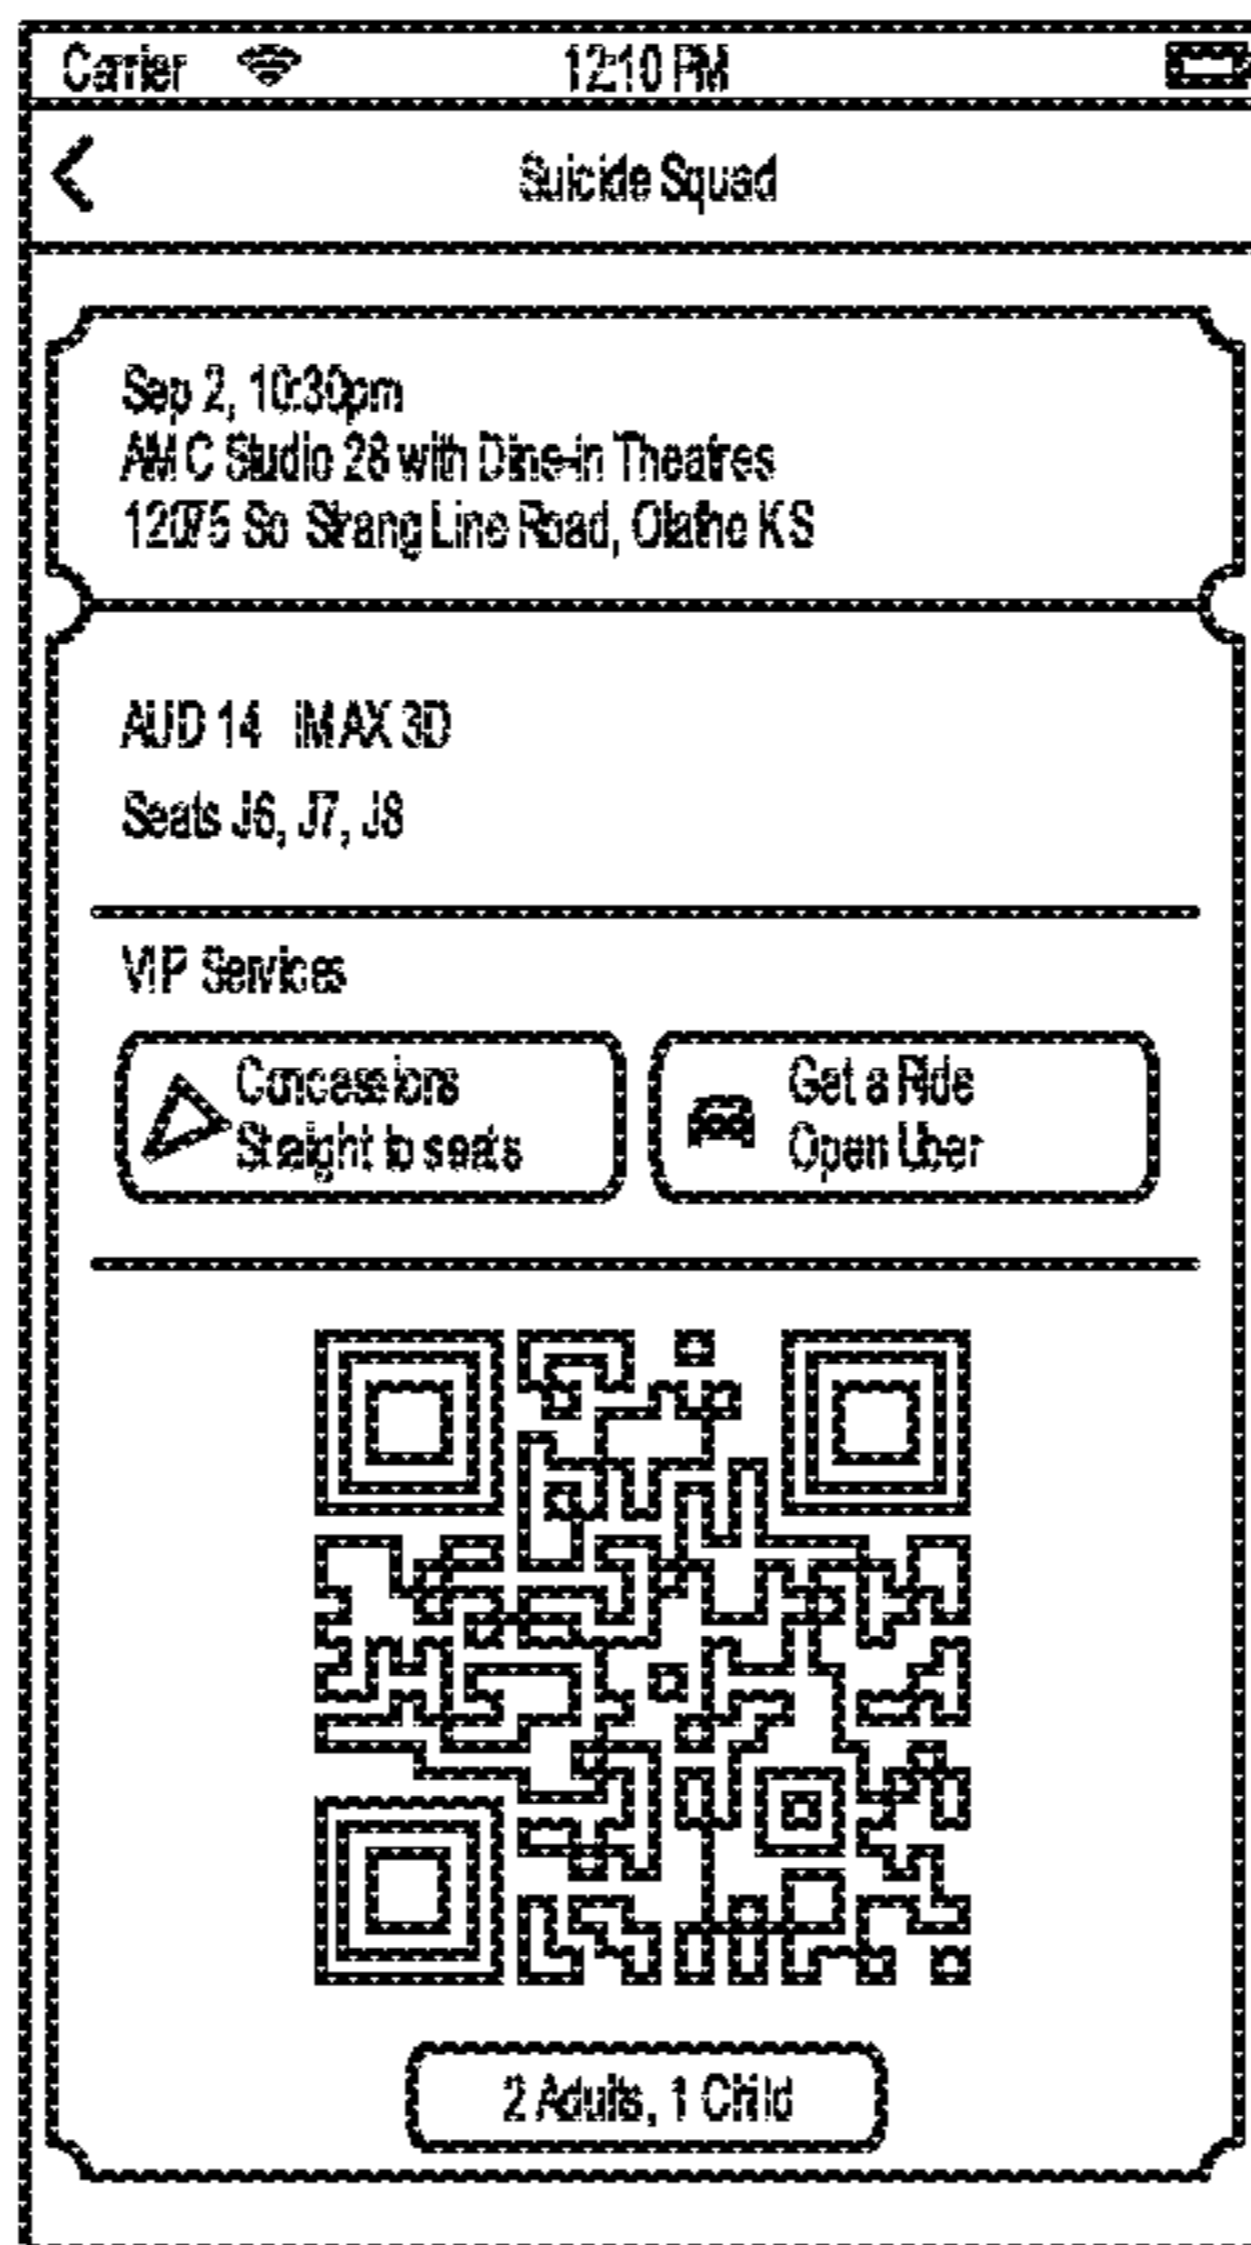 Carrier 12:10 PM
Suicide Squad
Sep 2, 10:30pm
AMC Studio 28 with Dine-in Theatres
12075 So Strang Line Road, Olathe KS
AUD 14 IMAX 3D
Seats J6, J7, J8
VIP Services
Concessions
Straight to seats
Get a Ride
Open Uber
2 Adults, 1 Child